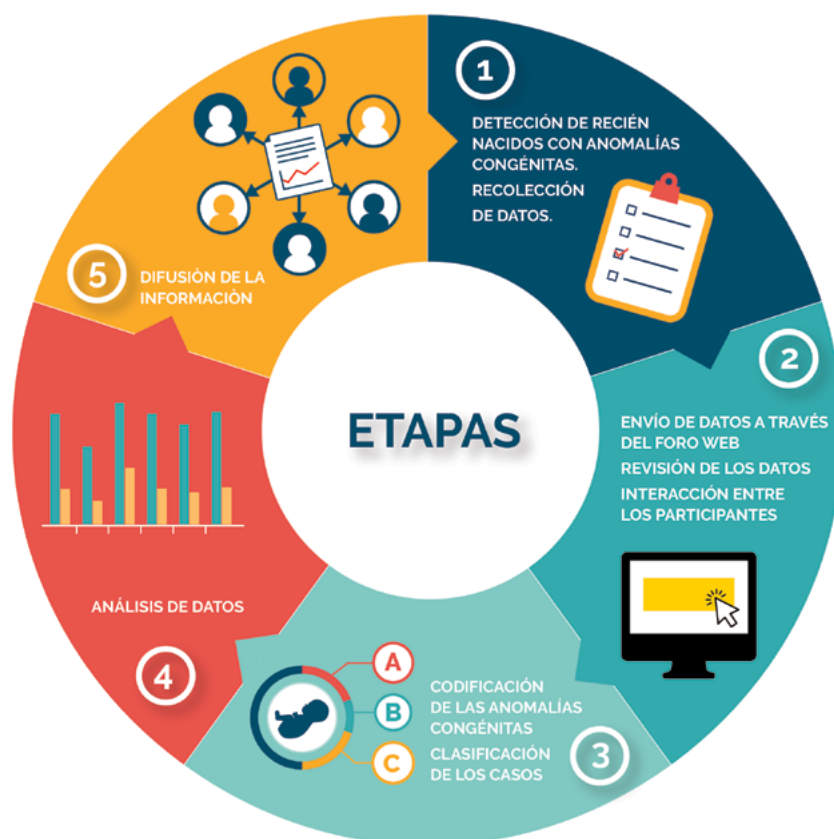 1
DETECCIÓN DE RECIÉN
NACIDOS CON ANOMALÍAS
CONGÉNITAS.
RECOLECCIÓN
DE DATOS.
2
ENVÍO DE DATOS A TRAVÉS
DEL FORO WEB
REVISIÓN DE LOS DATOS
INTERACCIÓN ENTRE
LOS PARTICIPANTES
3
A
B
C
CODIFICACIÓN
DE LAS ANOMALÍAS
CONGÉNITAS
CLASIFICACIÓN
DE LOS CASOS
4
ANÁLISIS DE DATOS
5
DIFUSIÒN DE LA
INFORMACIÒN
ETAPAS